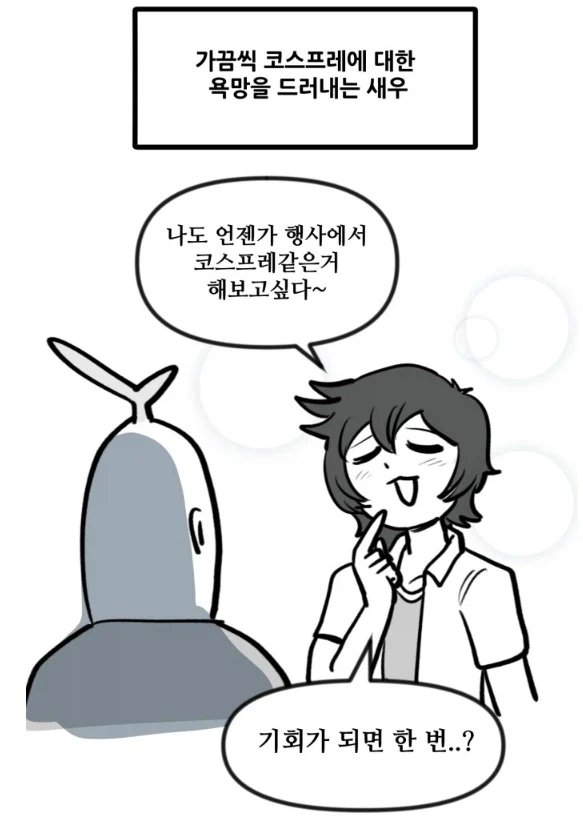 가끔씩 코스프레에 대한
욕망을 드러내는 새우
나도 언젠가 행사에서
코스프레같은거
해보고싶다~
기회가 되면 한 번..?